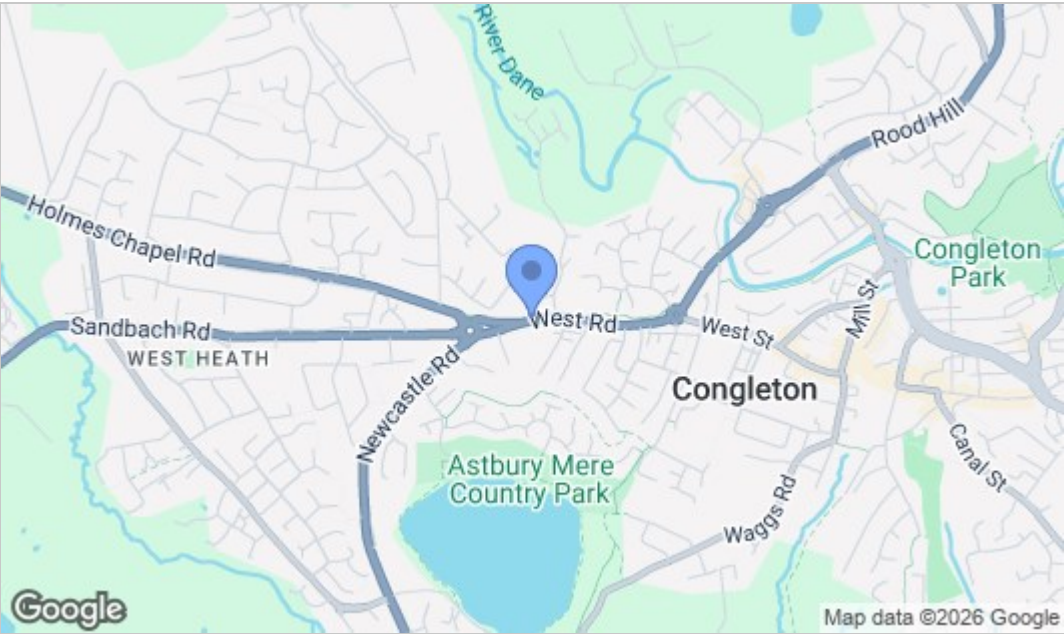 River Dane
Rood Hill
Holmes Chapel Rd
Congleton
Park
Mill St
Sandbach Rd
West Rd
West St
WEST HEATH
Newcastle Rd
Congleton
Canal St
Astbury Mere
Country Park
Waggs Rd
Google
Map data ©2026 Google